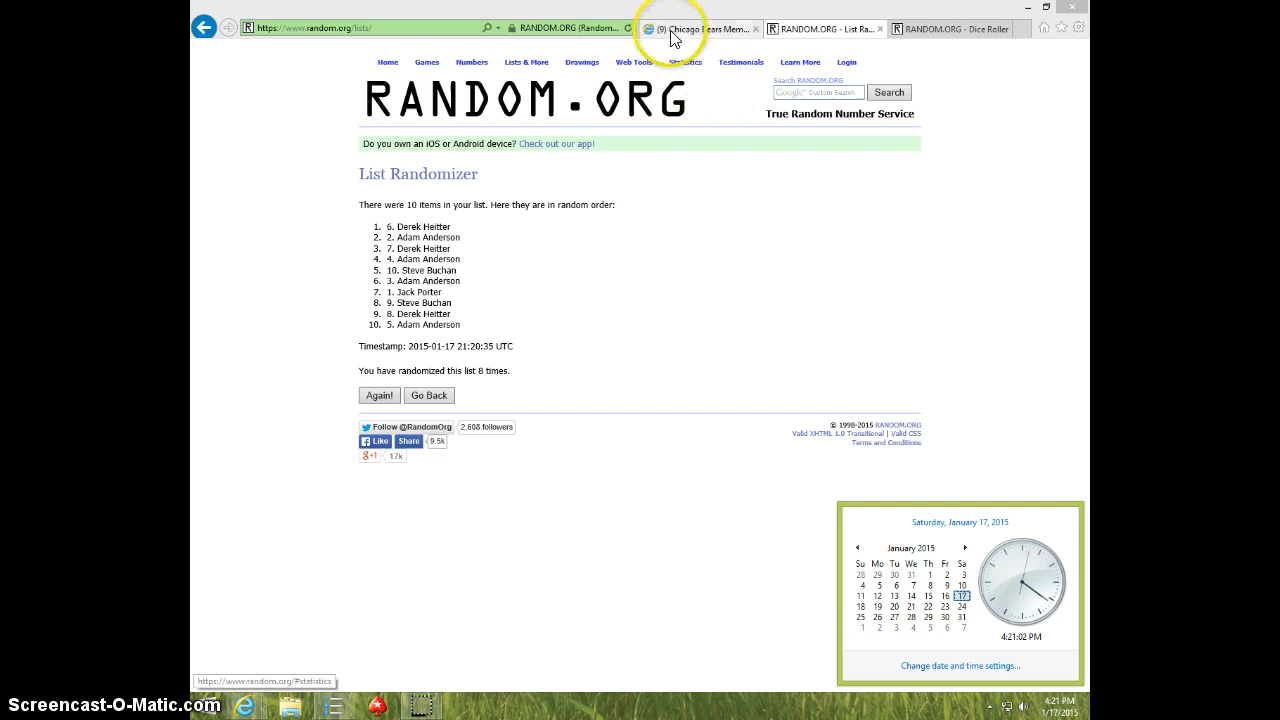 https://www.random.org/lists/
RANDOM.ORG (Random...
(9) Chicago Bears Mem...
RANDOM.ORG - List Ra...
RANDOM.ORG - Dice Roller
Home Games Numbers Lists & More Drawings Web Tools Statistics Testimonials Learn More Login
RANDOM.ORG
Search RANDOM.ORG
Google™ Custom Search
Search
True Random Number Service
Do you own an iOS or Android device? Check out our app!
List Randomizer
There were 10 items in your list. Here they are in random order:
1. 6. Derek Heitter
2. 2. Adam Anderson
3. 7. Derek Heitter
4. 4. Adam Anderson
5. 10. Steve Buchan
6. 3. Adam Anderson
7. 1. Jack Porter
8. 9. Steve Buchan
9. 8. Derek Heitter
10. 5. Adam Anderson
Timestamp: 2015-01-17 21:20:35 UTC
You have randomized this list 8 times.
Again! Go Back
Follow @RandomOrg 2,608 followers
Like Share 9.5k
g+1 17k
© 1998-2015 RANDOM.ORG
Valid XHTML 1.0 Transitional | Valid CSS
Terms and Conditions
Saturday, January 17, 2015
January 2015
Su Mo Tu We Th Fr Sa
28 29 30 31 1 2 3
4 5 6 7 8 9 10
11 12 13 14 15 16 17
18 19 20 21 22 23 24
25 26 27 28 29 30 31
1 2 3 4 5 6 7
4:21:02 PM
Change date and time settings...
https://www.random.org/#statistics
Screencast-O-Matic.com
4:21 PM
1/17/2015